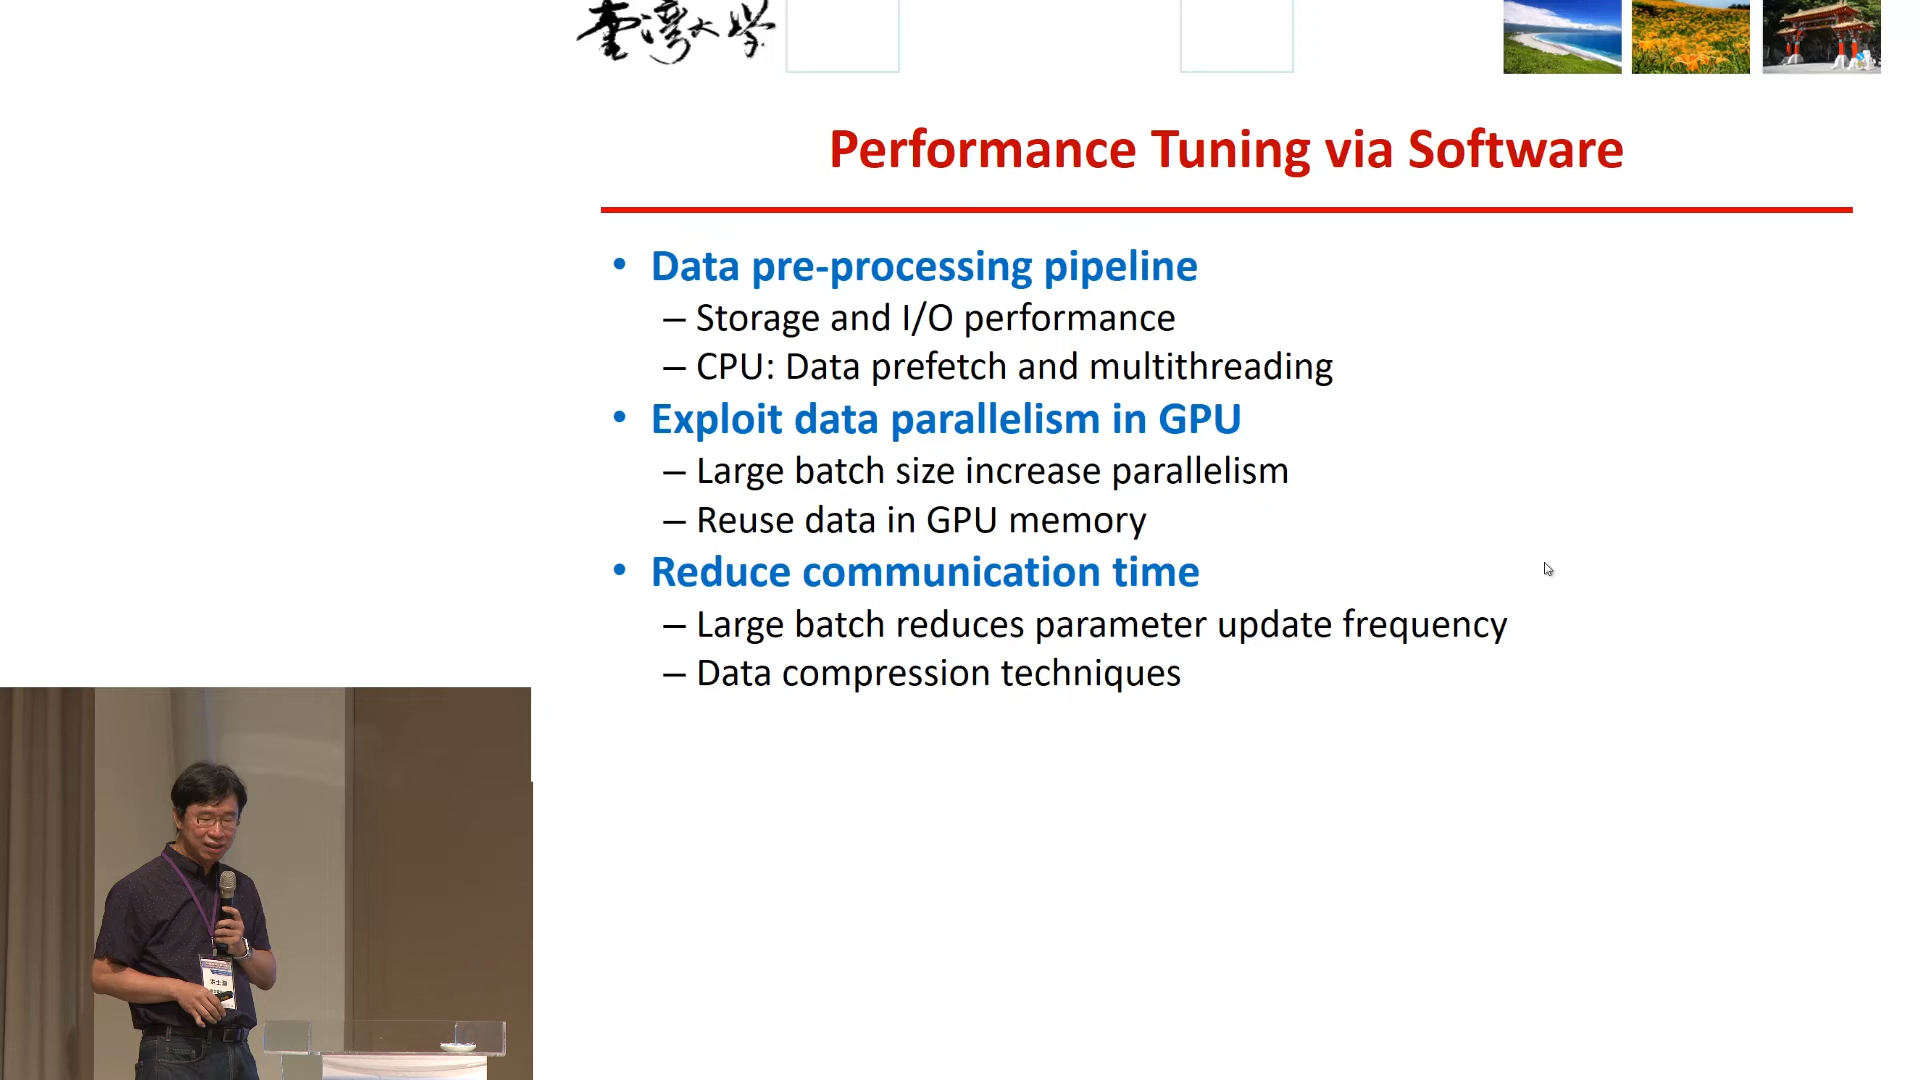 臺灣大學
Performance Tuning via Software
• Data pre-processing pipeline
– Storage and I/O performance
– CPU: Data prefetch and multithreading
• Exploit data parallelism in GPU
– Large batch size increase parallelism
– Reuse data in GPU memory
• Reduce communication time
– Large batch reduces parameter update frequency
– Data compression techniques